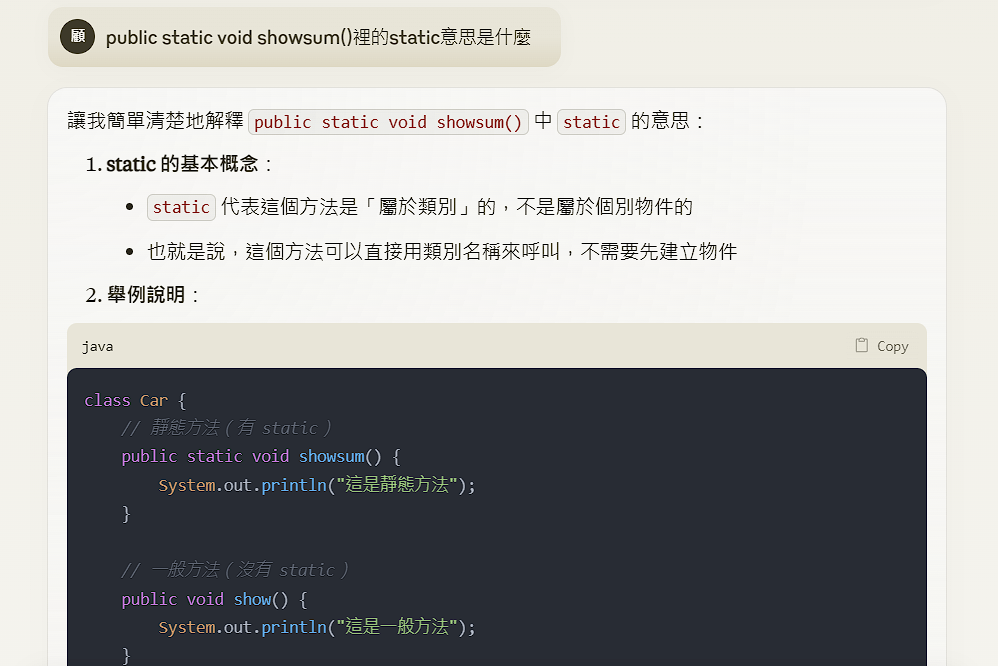 顧 public static void showsum()裡的static意思是什麼
讓我簡單清楚地解釋 public static void showsum() 中 static 的意思：
1. static 的基本概念：
• static 代表這個方法是「屬於類別」的，不是屬於個別物件的
• 也就是說，這個方法可以直接用類別名稱來呼叫，不需要先建立物件
2. 舉例說明：
java Copy
class Car {
// 靜態方法（有 static）
public static void showsum() {
System.out.println("這是靜態方法");
}
// 一般方法（沒有 static）
public void show() {
System.out.println("這是一般方法");
}